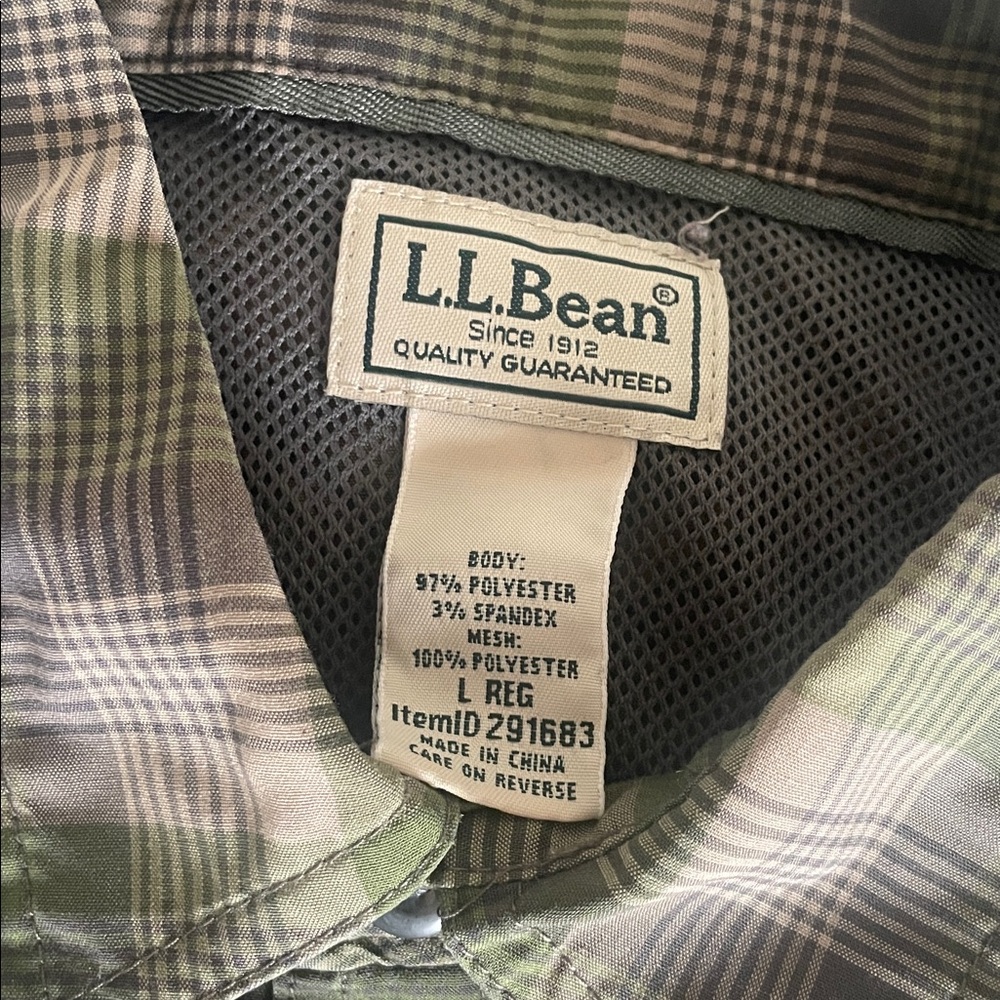 L.L.Bean®
Since 1912
QUALITY GUARANTEED
BODY:
97% POLYESTER
3% SPANDEX
MESH:
100% POLYESTER
L REG
ItemID 291683
MADE IN CHINA
CARE ON REVERSE